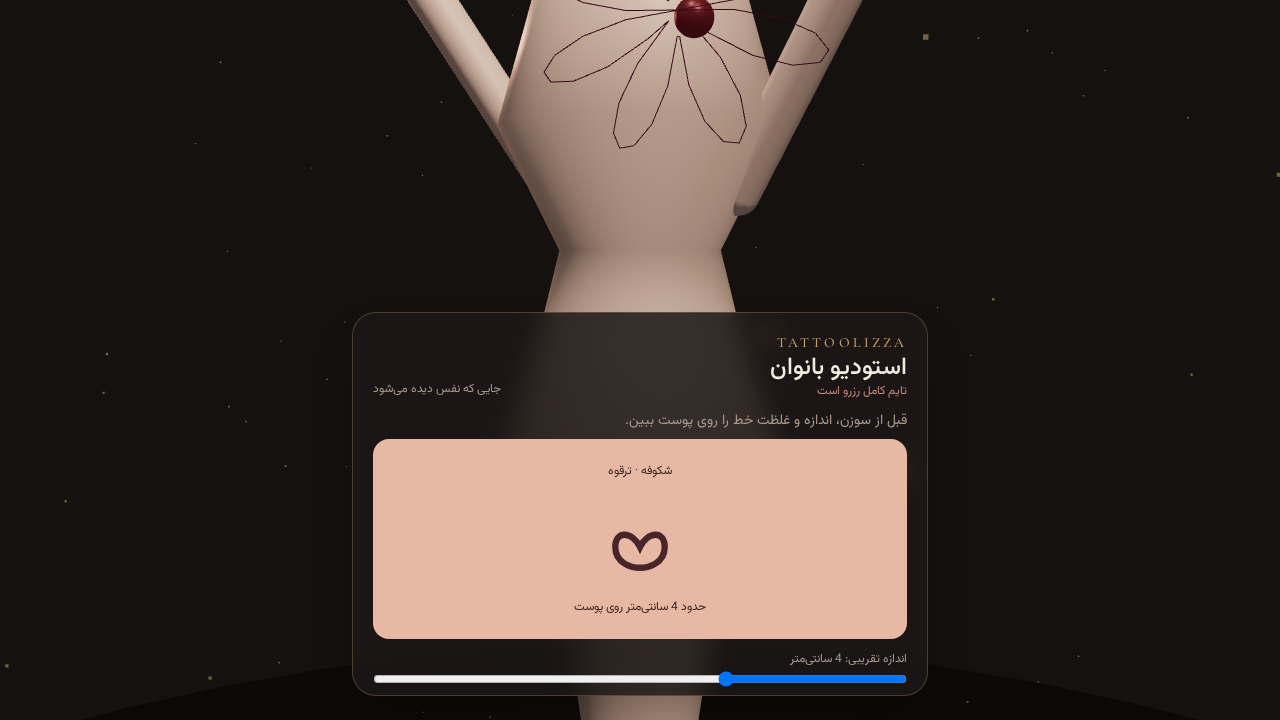 TATTOOLIZZA
استودیو بانوان
تایم کامل رزرو است
جایی که نفس دیده می‌شود
قبل از سوزن، اندازه و غلظت خط را روی پوست ببین.
شکوفه · ترقوه
حدود 4 سانتی‌متر روی پوست
اندازه تقریبی: 4 سانتی‌متر